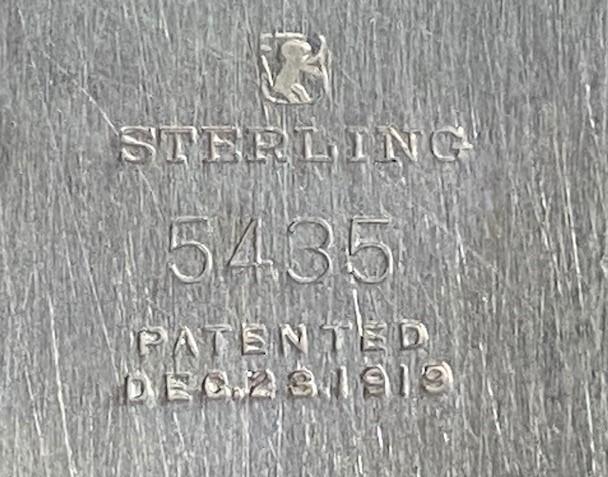 STERLING
5435
PATENTED
DEC.23.1919